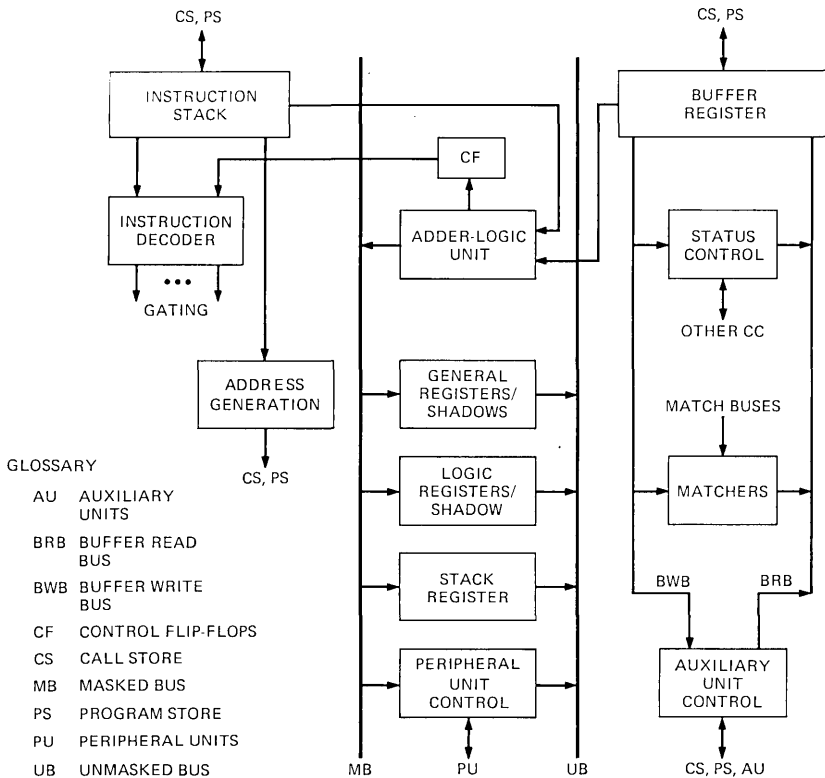 CS, PS
CS, PS
INSTRUCTION
STACK
BUFFER
REGISTER
CF
INSTRUCTION
DECODER
ADDER-LOGIC
UNIT
STATUS
CONTROL
•••
GATING
OTHER CC
ADDRESS
GENERATION
GENERAL
REGISTERS/
SHADOWS
MATCH BUSES
CS, PS
LOGIC
REGISTERS/
SHADOW
MATCHERS
STACK
REGISTER
BWB
BRB
PERIPHERAL
UNIT
CONTROL
AUXILIARY
UNIT
CONTROL
MB
PU
UB
CS, PS, AU
GLOSSARY
AU AUXILIARY
UNITS
BRB BUFFER READ
BUS
BWB BUFFER WRITE
BUS
CF CONTROL FLIP-FLOPS
CS CALL STORE
MB MASKED BUS
PS PROGRAM STORE
PU PERIPHERAL UNITS
UB UNMASKED BUS